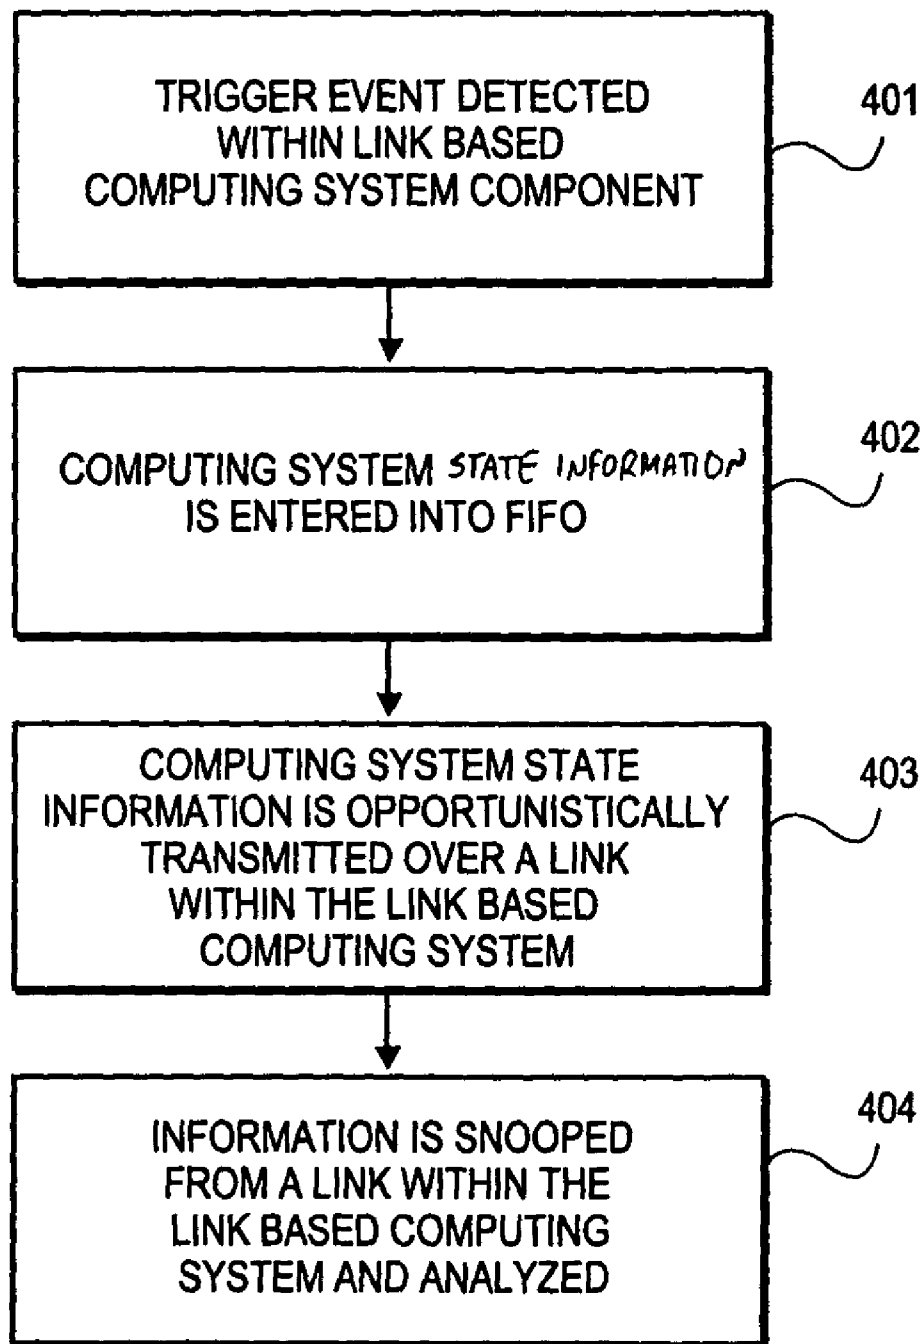 TRIGGER EVENT DETECTED
WITHIN LINK BASED
COMPUTING SYSTEM COMPONENT
401
COMPUTING SYSTEM STATE INFORMATION
IS ENTERED INTO FIFO
402
COMPUTING SYSTEM STATE
INFORMATION IS OPPORTUNISTICALLY
TRANSMITTED OVER A LINK
WITHIN THE LINK BASED
COMPUTING SYSTEM
403
INFORMATION IS SNOOPED
FROM A LINK WITHIN THE
LINK BASED COMPUTING
SYSTEM AND ANALYZED
404